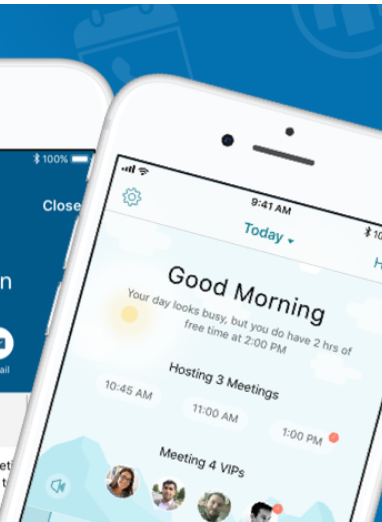 100%
Close
9:41 AM
Today
Good Morning
Your day looks busy, but you do have 2 hrs of
free time at 2:00 PM
Hosting 3 Meetings
10:45 AM
11:00 AM
1:00 PM
Meeting 4 VIPs